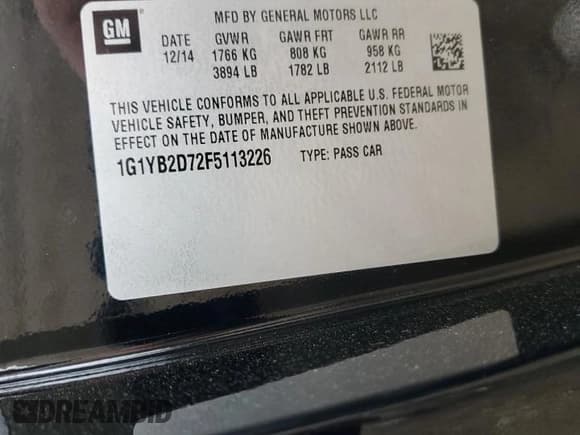 GM
MFD BY GENERAL MOTORS LLC
DATE GVWR GAWR FRT GAWR RR
12/14 1766 KG 808 KG 958 KG
3894 LB 1782 LB 2112 LB
THIS VEHICLE CONFORMS TO ALL APPLICABLE U.S. FEDERAL MOTOR
VEHICLE SAFETY, BUMPER, AND THEFT PREVENTION STANDARDS IN
EFFECT ON THE DATE OF MANUFACTURE SHOWN ABOVE.
1G1YB2D72F5113226 TYPE: PASS CAR
DREAMBID